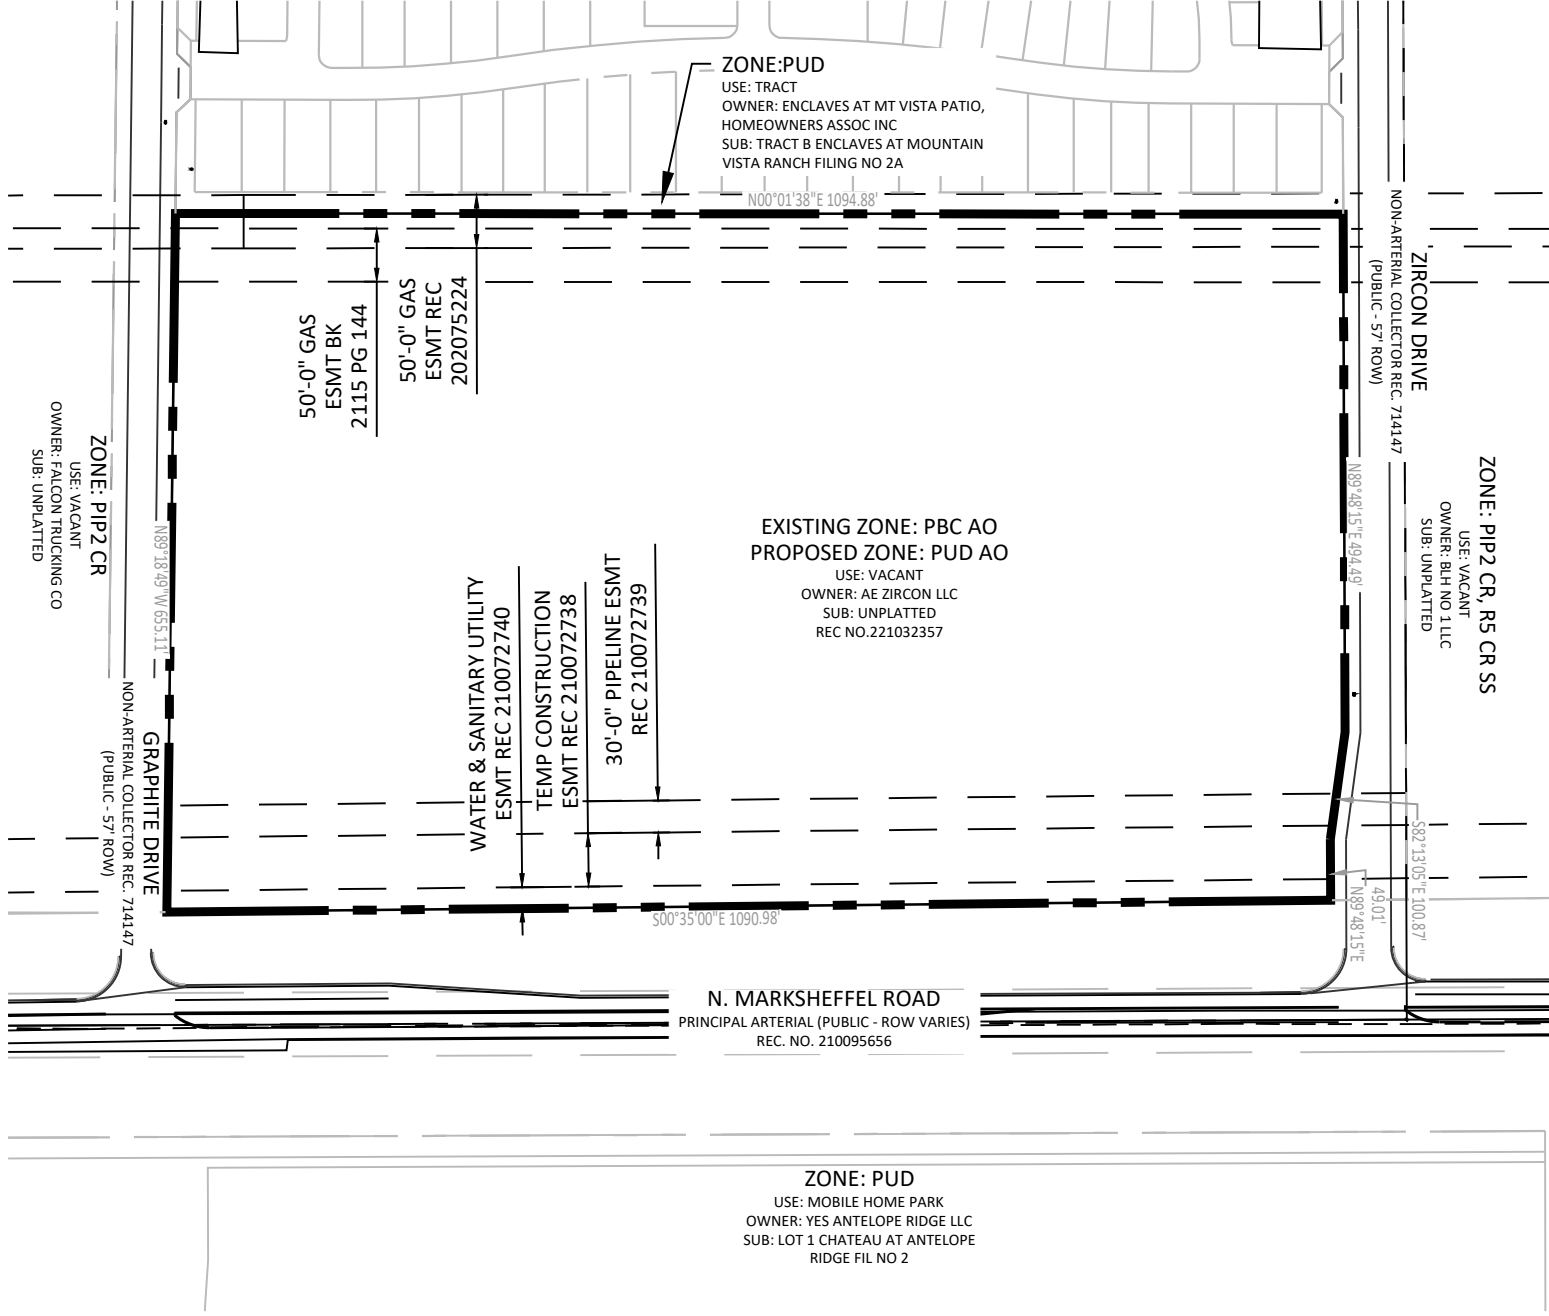 ZONE:PUD
USE: TRACT
OWNER: ENCLAVES AT MT VISTA PATIO,
HOMEOWNERS ASSOC INC
SUB: TRACT B ENCLAVES AT MOUNTAIN
VISTA RANCH FILING NO 2A
N00°01'38"E 1094.88'
50'-0" GAS
ESMT BK
2115 PG 144
50'-0" GAS
ESMT REC
202075224
ZIRCON DRIVE
NON-ARTERIAL COLLECTOR REC. 714147
(PUBLIC - 57' ROW)
ZONE: PIP2 CR
USE: VACANT
OWNER: FALCON TRUCKING CO
SUB: UNPLATTED
N89°18'49"W 655.11'
EXISTING ZONE: PBC AO
PROPOSED ZONE: PUD AO
USE: VACANT
OWNER: AE ZIRCON LLC
SUB: UNPLATTED
REC NO.221032357
N89°48'15"E 494.49'
ZONE: PIP2 CR, R5 CR SS
USE: VACANT
OWNER: BLH NO 1 LLC
SUB: UNPLATTED
WATER & SANITARY UTILITY
ESMT REC 210072740
TEMP CONSTRUCTION
ESMT REC 210072738
30'-0" PIPELINE ESMT
REC 210072739
GRAPHITE DRIVE
NON-ARTERIAL COLLECTOR REC. 714147
(PUBLIC - 57' ROW)
S82°13'05"E 100.87'
49.01'
N89°48'15"E
S00°35'00"E 1090.98'
N. MARKSHEFFEL ROAD
PRINCIPAL ARTERIAL (PUBLIC - ROW VARIES)
REC. NO. 210095656
ZONE: PUD
USE: MOBILE HOME PARK
OWNER: YES ANTELOPE RIDGE LLC
SUB: LOT 1 CHATEAU AT ANTELOPE
RIDGE FIL NO 2